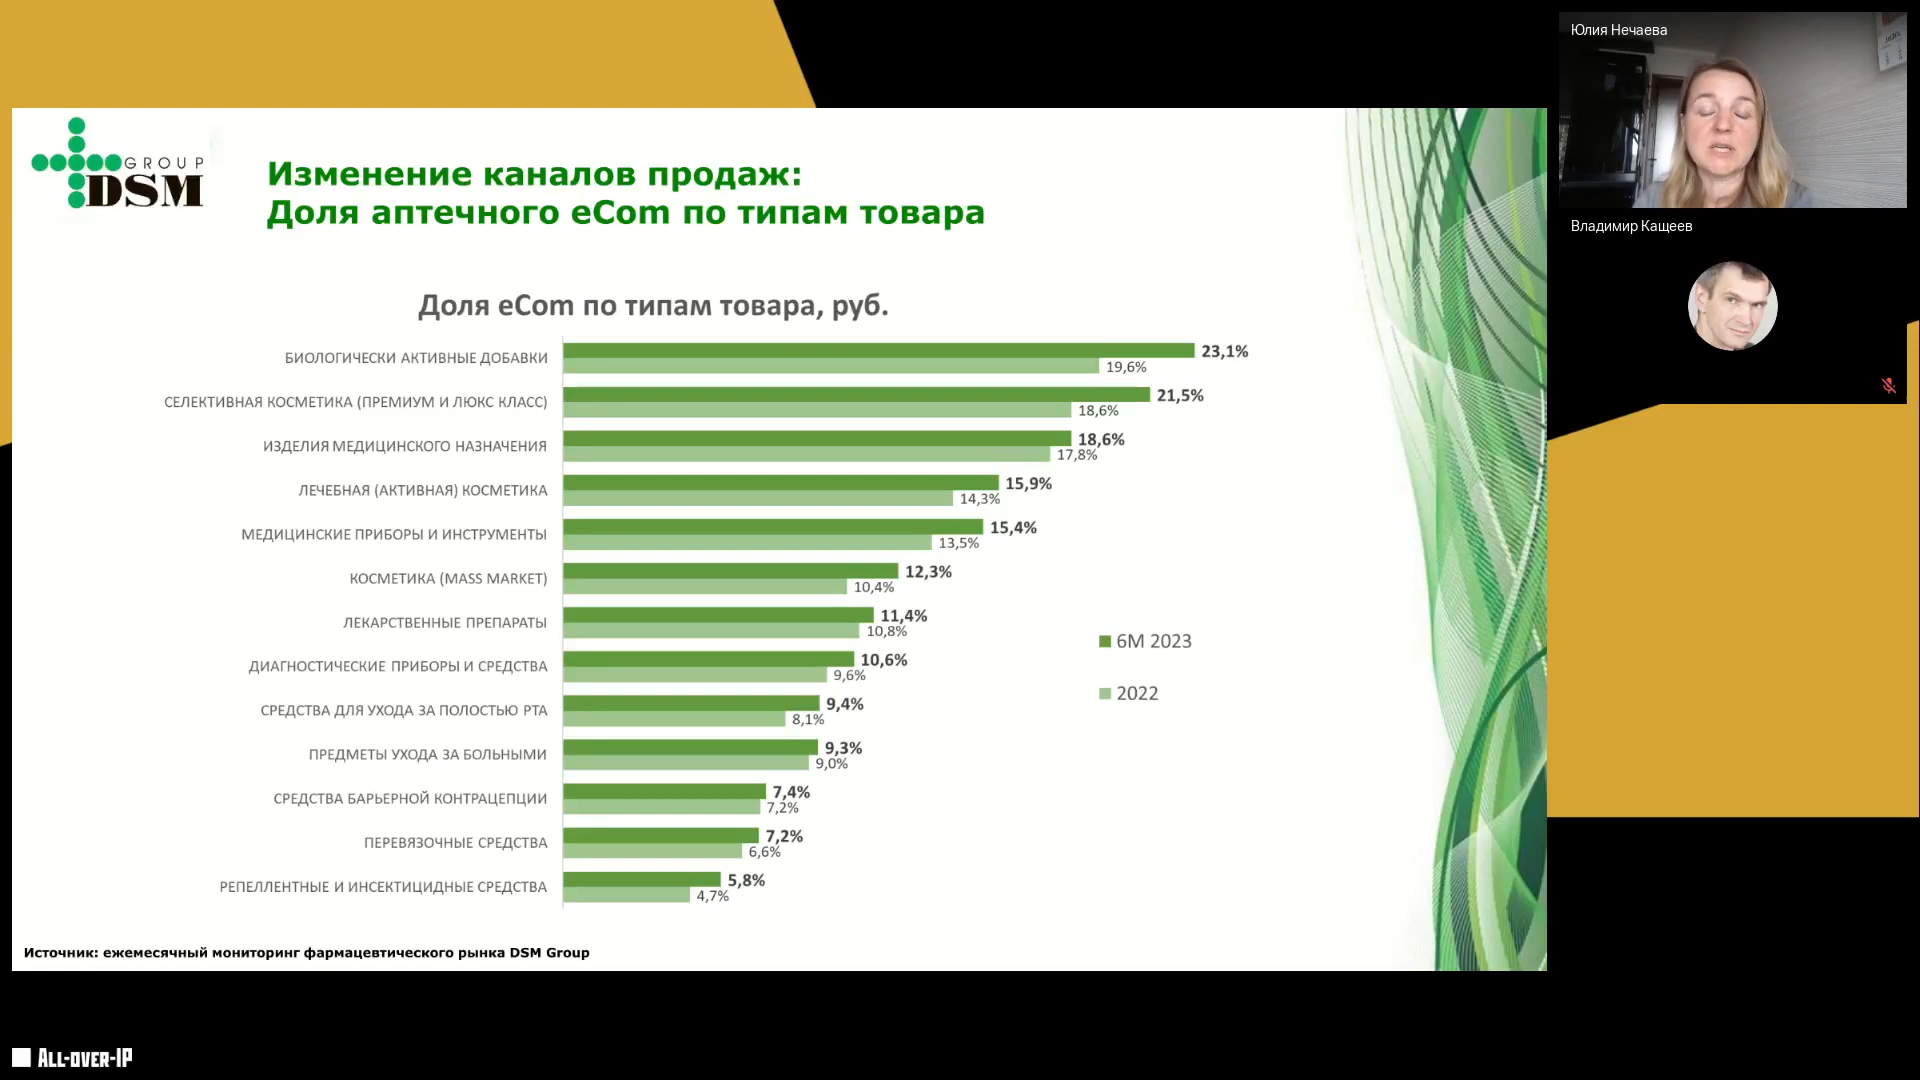 GROUP
DSM
Изменение каналов продаж:
Доля аптечного eCom по типам товара
Доля eCom по типам товара, руб.
БИОЛОГИЧЕСКИ АКТИВНЫЕ ДОБАВКИ
23,1%
19,6%
СЕЛЕКТИВНАЯ КОСМЕТИКА (ПРЕМИУМ И ЛЮКС КЛАСС)
21,5%
18,6%
ИЗДЕЛИЯ МЕДИЦИНСКОГО НАЗНАЧЕНИЯ
18,6%
17,8%
ЛЕЧЕБНАЯ (АКТИВНАЯ) КОСМЕТИКА
15,9%
14,3%
МЕДИЦИНСКИЕ ПРИБОРЫ И ИНСТРУМЕНТЫ
15,4%
13,5%
КОСМЕТИКА (MASS MARKET)
12,3%
10,4%
ЛЕКАРСТВЕННЫЕ ПРЕПАРАТЫ
11,4%
10,8%
ДИАГНОСТИЧЕСКИЕ ПРИБОРЫ И СРЕДСТВА
10,6%
9,6%
СРЕДСТВА ДЛЯ УХОДА ЗА ПОЛОСТЬЮ РТА
9,4%
8,1%
ПРЕДМЕТЫ УХОДА ЗА БОЛЬНЫМИ
9,3%
9,0%
СРЕДСТВА БАРЬЕРНОЙ КОНТРАЦЕПЦИИ
7,4%
7,2%
ПЕРЕВЯЗОЧНЫЕ СРЕДСТВА
7,2%
6,6%
РЕПЕЛЛЕНТНЫЕ И ИНСЕКТИЦИДНЫЕ СРЕДСТВА
5,8%
4,7%
6М 2023
2022
Источник: ежемесячный мониторинг фармацевтического рынка DSM Group
Юлия Нечаева
Владимир Кащеев
ALL-OVER-IP